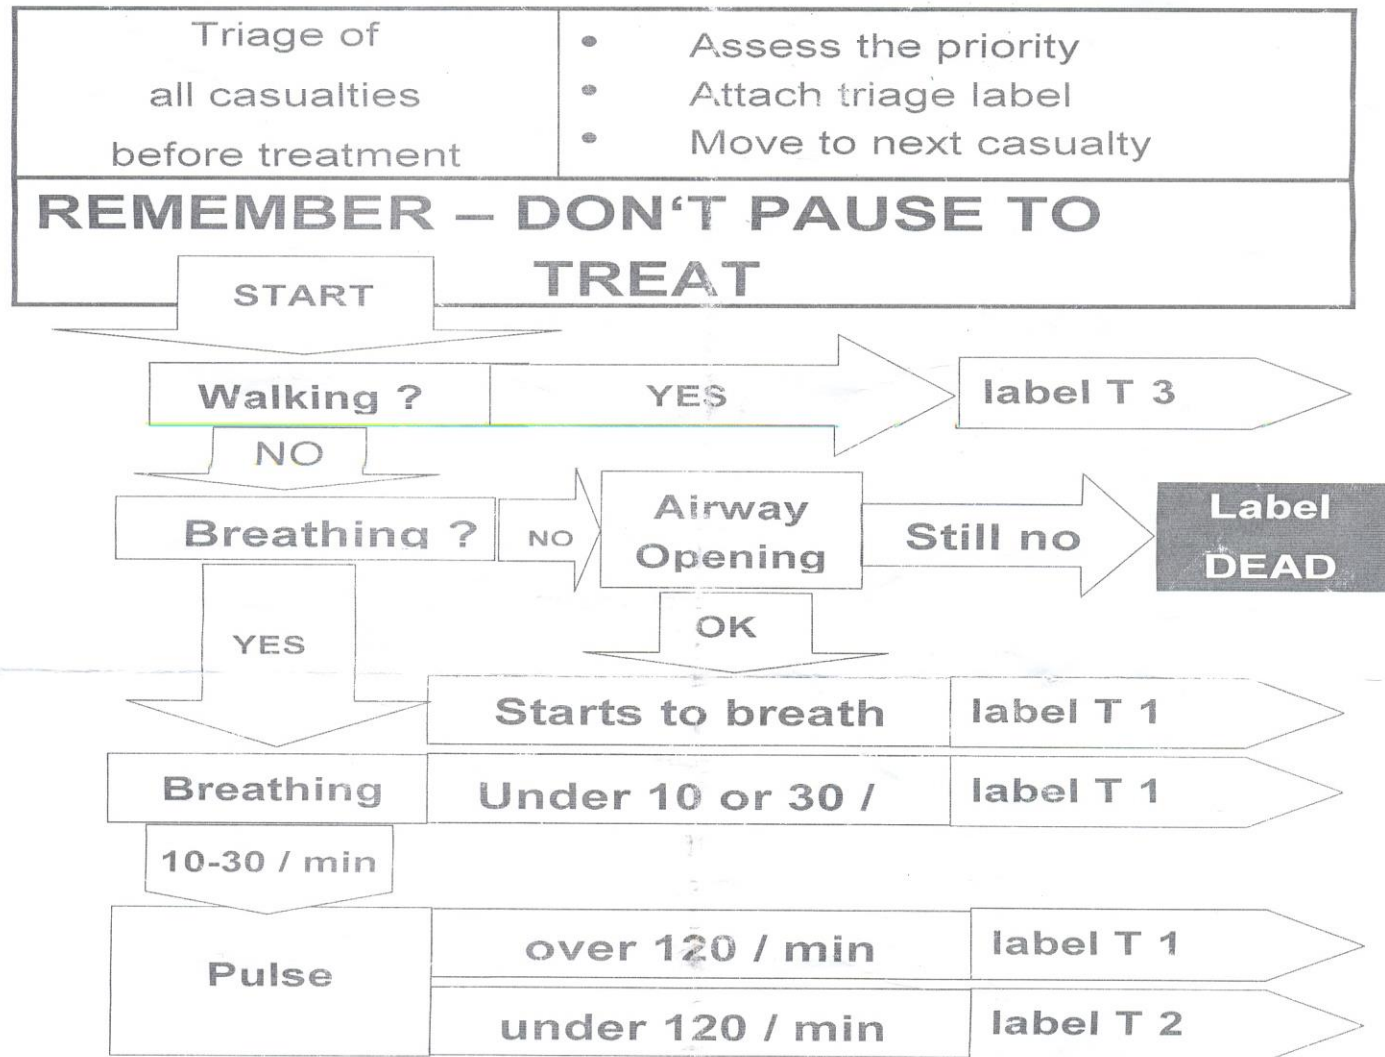 Triage of
all casualties
before treatment
• Assess the priority
• Attach triage label
• Move to next casualty
REMEMBER – DON‘T PAUSE TO
TREAT
START
Walking ?
YES
label T 3
NO
Breathing ?
NO
Airway
Opening
Still no
Label
DEAD
YES
OK
Starts to breath
label T 1
Breathing
Under 10 or 30 /
label T 1
10-30 / min
Pulse
over 120 / min
label T 1
under 120 / min
label T 2